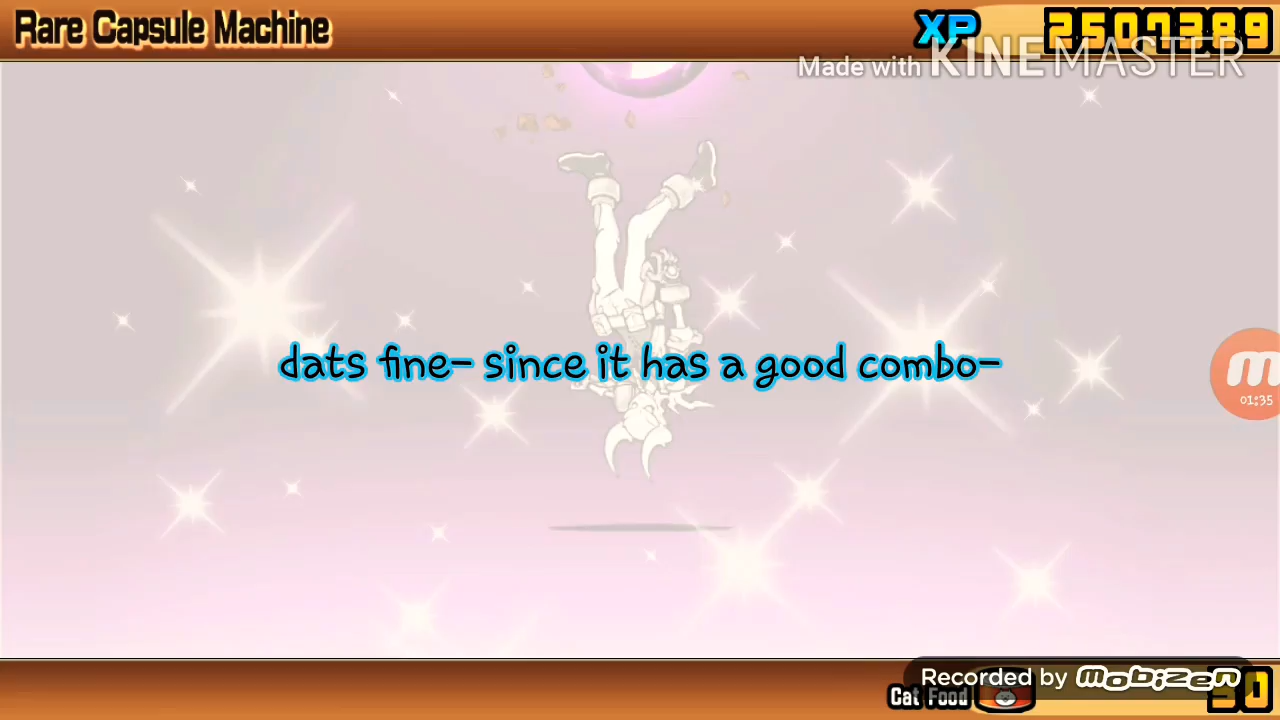 Rare Capsule Machine
XP 2507389
Made with KINEMASTER
dats fine- since it has a good combo-
01:35
Recorded by mobizen
Cat Food